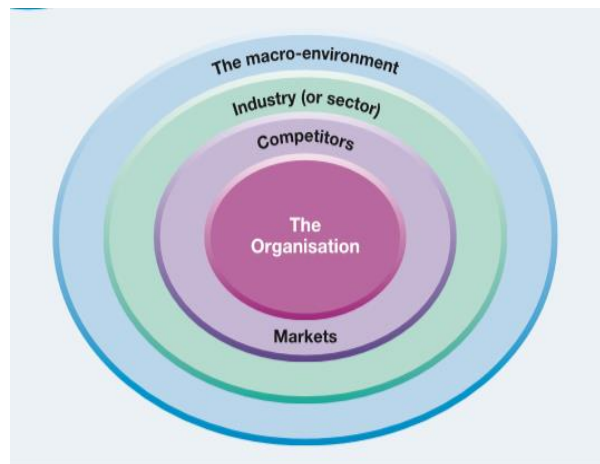 The macro-environment
Industry (or sector)
Competitors
The
Organisation
Markets